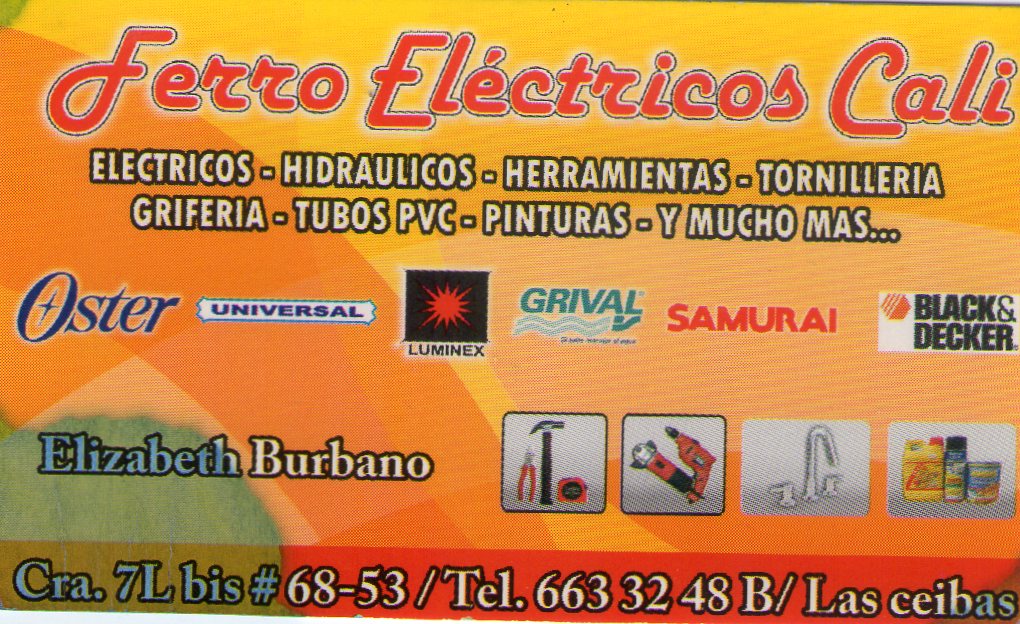 Ferro Eléctricos Cali
ELECTRICOS - HIDRAULICOS - HERRAMIENTAS - TORNILLERIA
GRIFERIA - TUBOS PVC - PINTURAS - Y MUCHO MAS...
Oster
UNIVERSAL
LUMINEX
GRIVAL
SAMURAI
BLACK&
DECKER
Elizabeth Burbano
Cra. 7L bis # 68-53 / Tel. 663 32 48 B/ Las ceibas